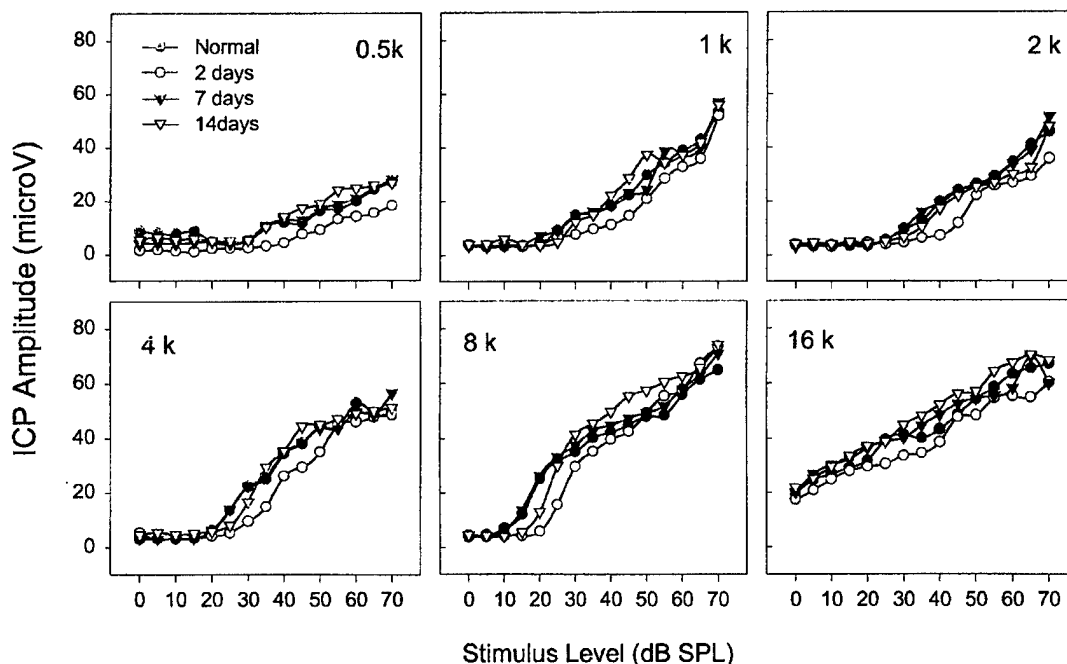 80
60
40
20
0
Normal
2 days
7 days
14days
0.5k
1 k
2 k
80
60
40
20
0
4 k
8 k
16 k
0 10 20 30 40 50 60 70
0 10 20 30 40 50 60 70
0 10 20 30 40 50 60 70
ICP Amplitude (microV)
Stimulus Level (dB SPL)